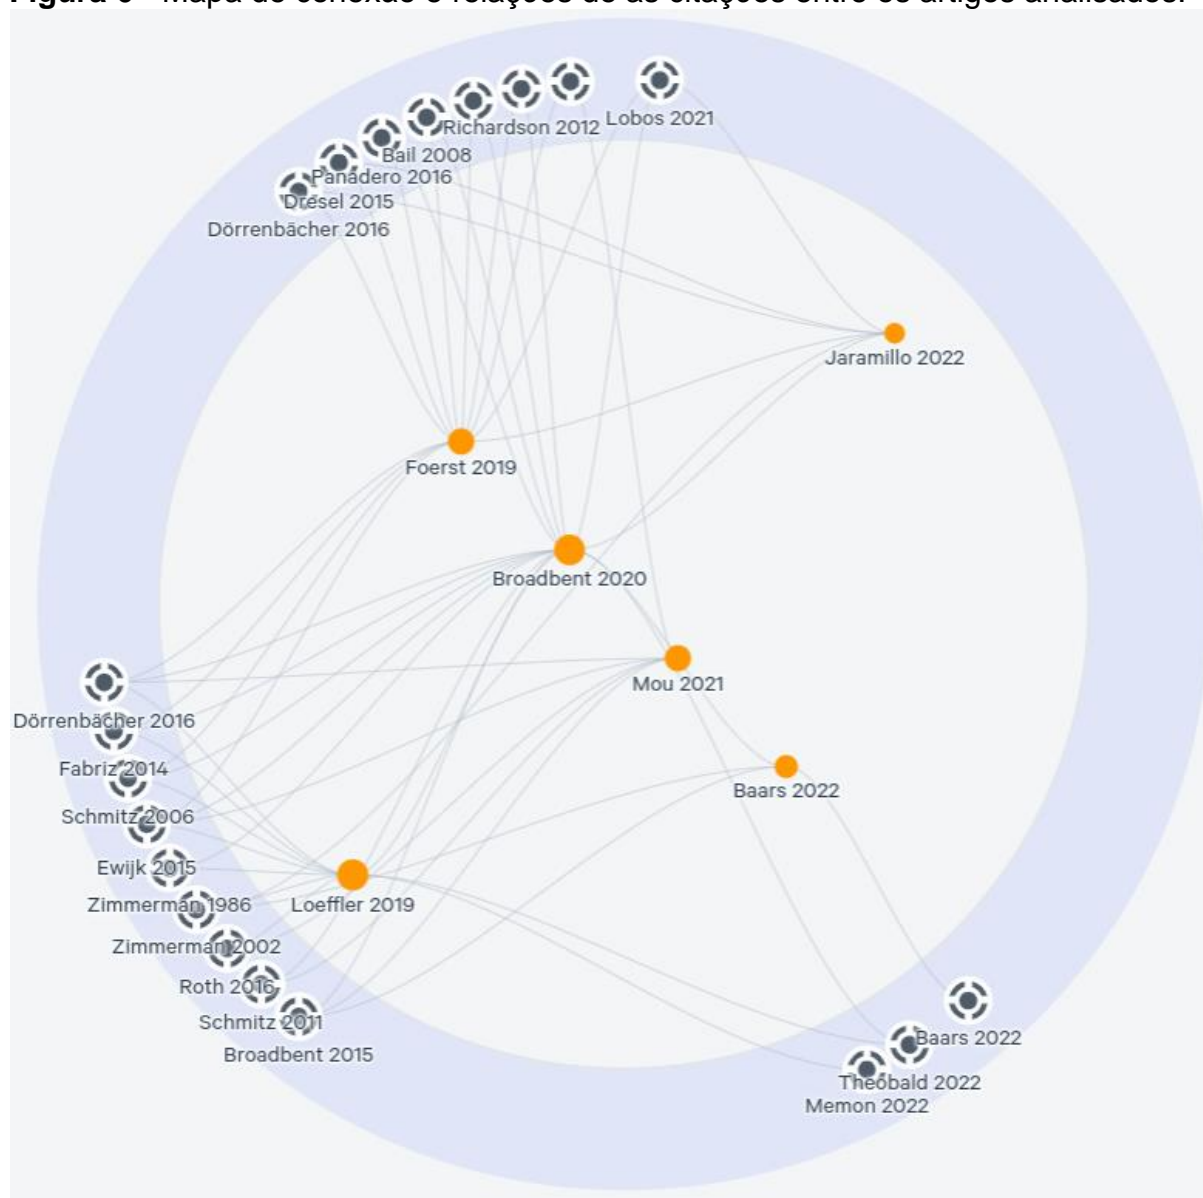 Mapa de conexão e relações de as citações entre os artigos analisados.
Richardson 2012
Lobos 2021
Bail 2008
Panadero 2016
Dresel 2015
Dörrenbächer 2016
Jaramillo 2022
Foerst 2019
Broadbent 2020
Mou 2021
Dörrenbächer 2016
Fabriz 2014
Baars 2022
Schmitz 2006
Ewijk 2015
Zimmerman 1986
Loeffler 2019
Zimmerman 2002
Roth 2016
Schmitz 2011
Broadbent 2015
Baars 2022
Theobald 2022
Memon 2022